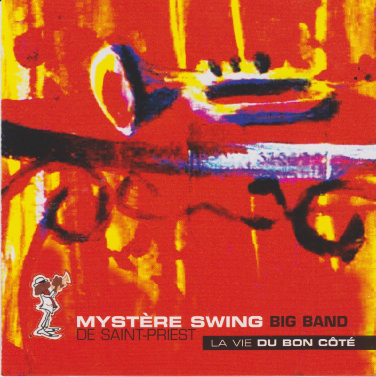 MYSTÈRE SWING BIG BAND
DE SAINT-PRIEST
LA VIE DU BON CÔTÉ